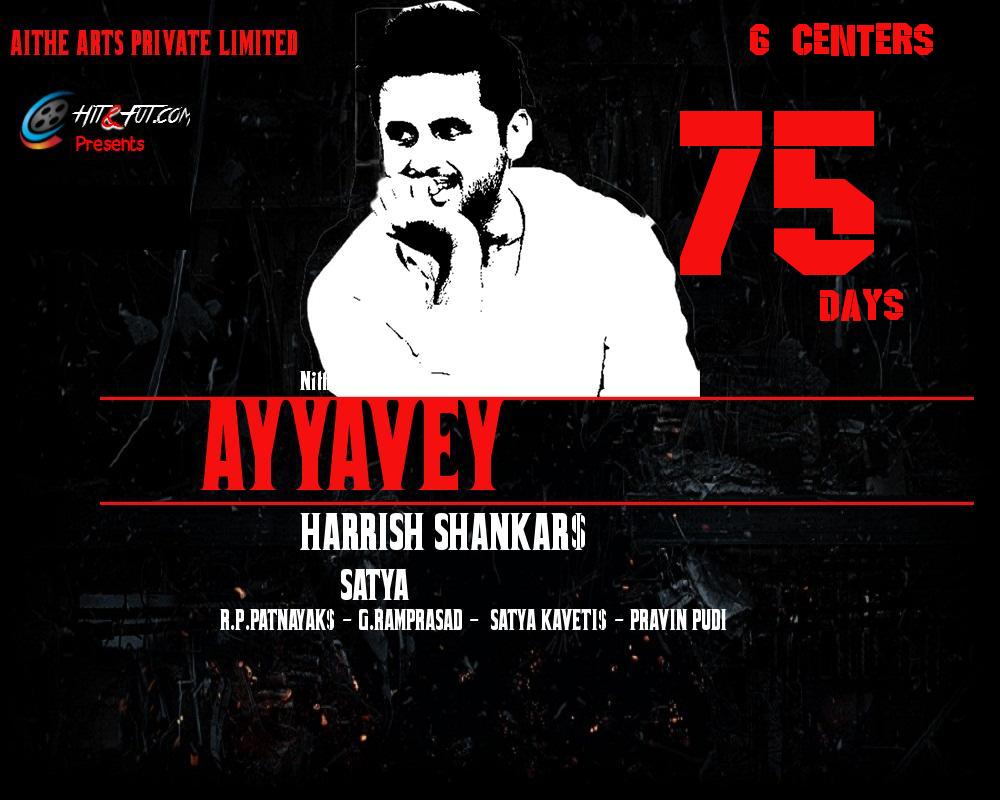 AITHE ARTS PRIVATE LIMITED
6 CENTERS
HIT&FUT.COM
Presents
75
DAYS
AYYAVEY
HARRISH SHANKAR$
SATYA
R.P.PATNAYAK$ - G.RAMPRASAD - SATYA KAVETI$ - PRAVIN PUDI